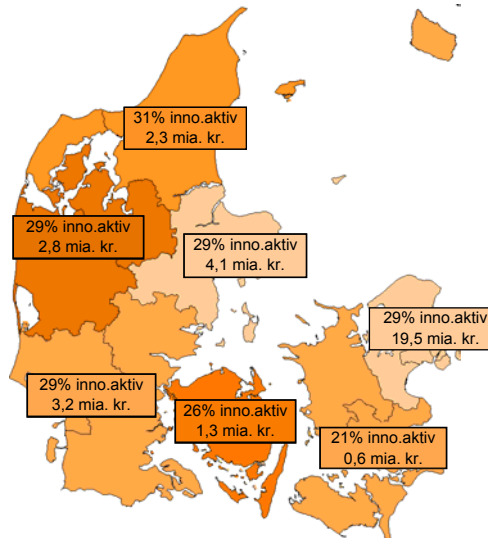 31% inno.aktiv
2,3 mia. kr.
29% inno.aktiv
2,8 mia. kr.
29% inno.aktiv
4,1 mia. kr.
29% inno.aktiv
19,5 mia. kr.
29% inno.aktiv
3,2 mia. kr.
26% inno.aktiv
1,3 mia. kr.
21% inno.aktiv
0,6 mia. kr.